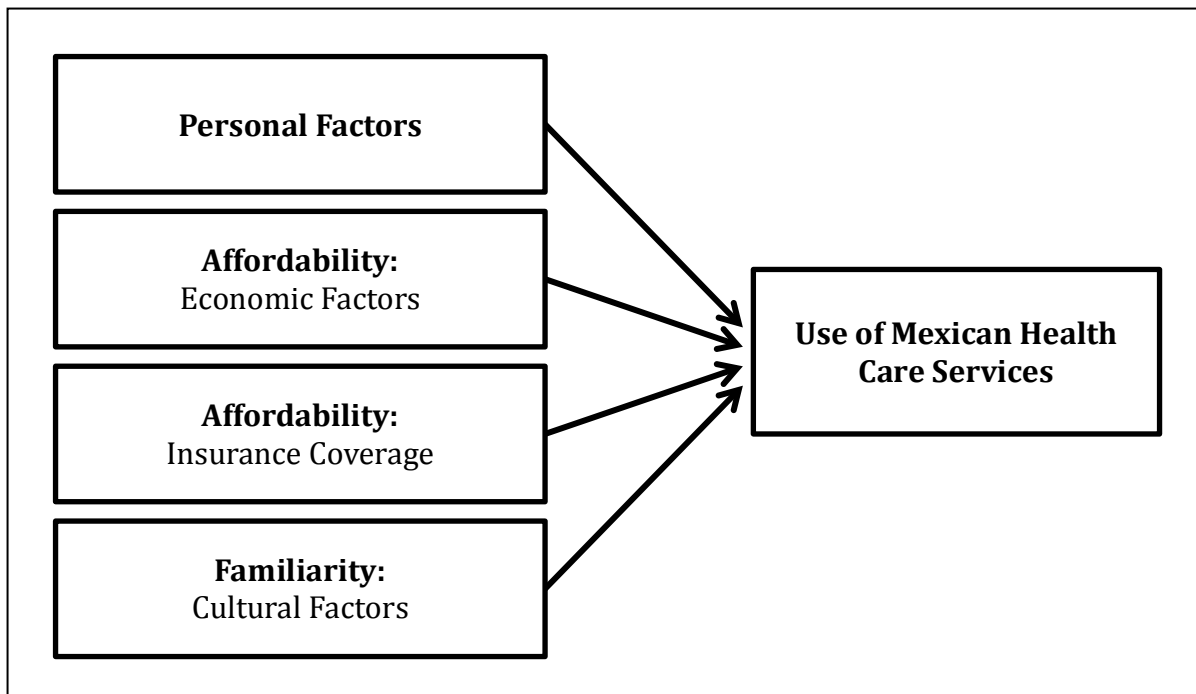 Personal Factors
Affordability:
Economic Factors
Affordability:
Insurance Coverage
Familiarity:
Cultural Factors
Use of Mexican Health
Care Services